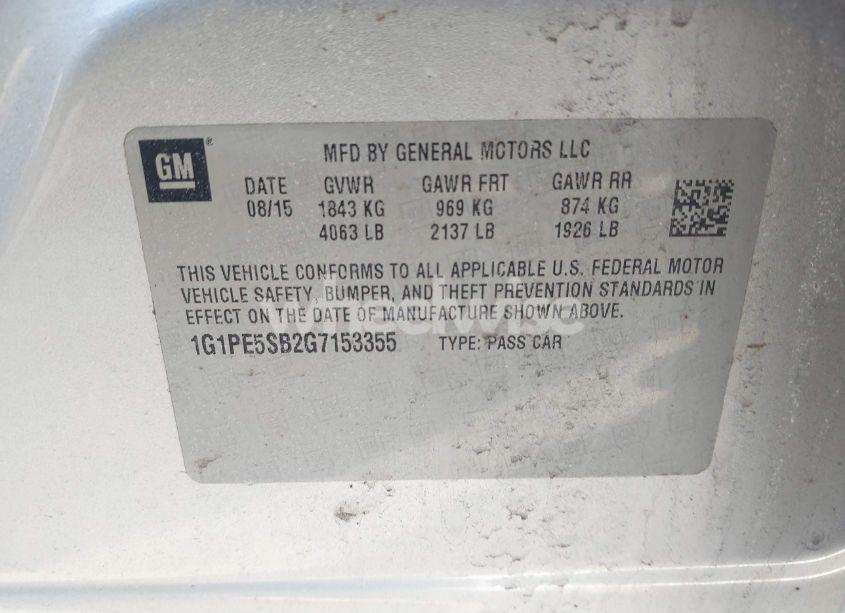 GM
MFD BY GENERAL MOTORS LLC
DATE GVWR GAWR FRT GAWR RR
08/15 1843 KG 969 KG 874 KG
4063 LB 2137 LB 1926 LB
THIS VEHICLE CONFORMS TO ALL APPLICABLE U.S. FEDERAL MOTOR
VEHICLE SAFETY, BUMPER, AND THEFT PREVENTION STANDARDS IN
EFFECT ON THE DATE OF MANUFACTURE SHOWN ABOVE.
1G1PE5SB2G7153355 TYPE: PASS CAR